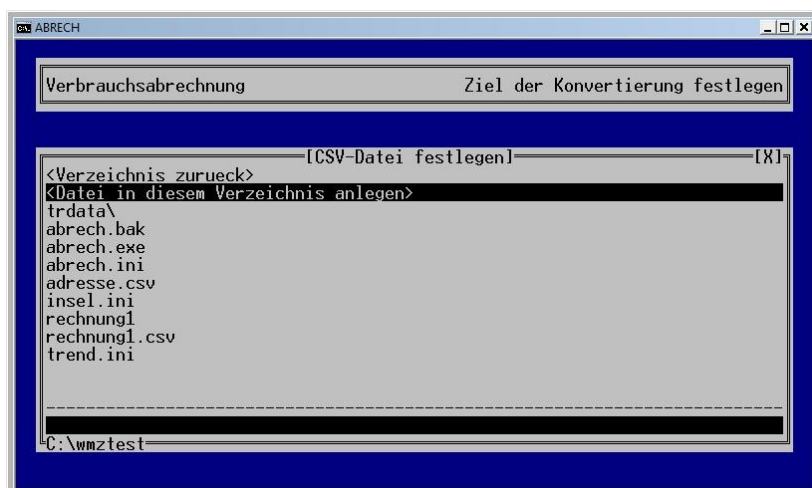 ABRECH
Verbrauchsabrechnung Ziel der Konvertierung festlegen
[CSV-Datei festlegen] [X]
<Verzeichnis zurueck>
<Datei in diesem Verzeichnis anlegen>
trdata\
abrech.bak
abrech.exe
abrech.ini
adresse.csv
insel.ini
rechnung1
rechnung1.csv
trend.ini
C:\wmztest